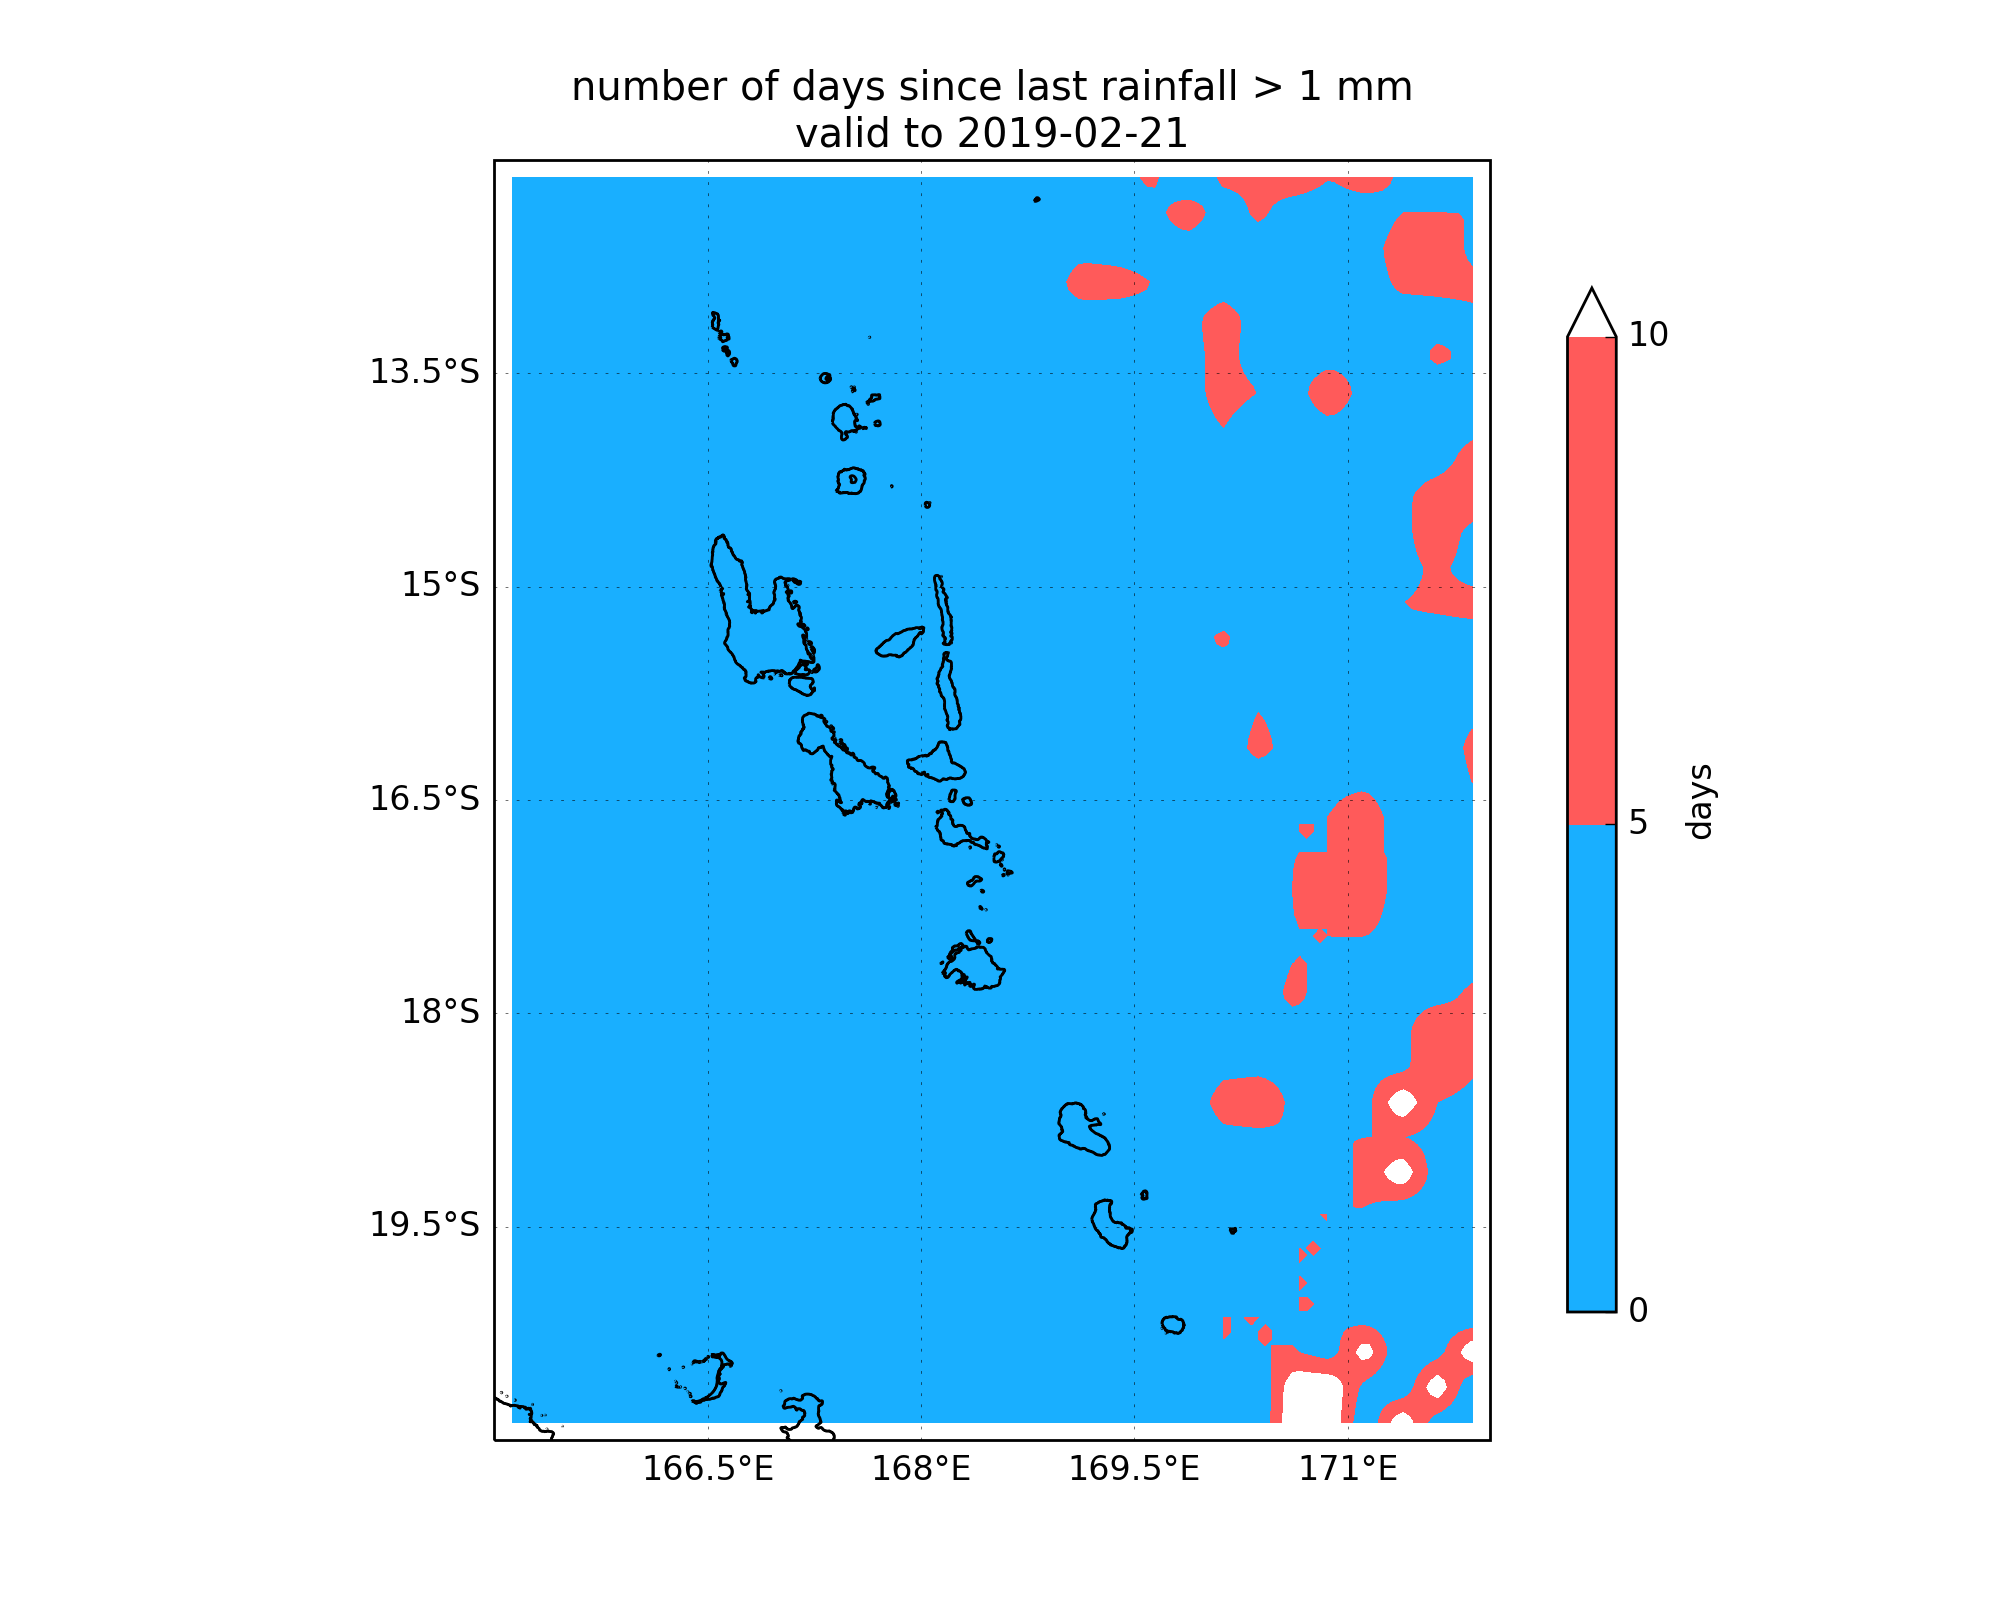 number of days since last rainfall > 1 mm
valid to 2019-02-21
13.5°S
15°S
16.5°S
18°S
19.5°S
166.5°E
168°E
169.5°E
171°E
10
5
0
days